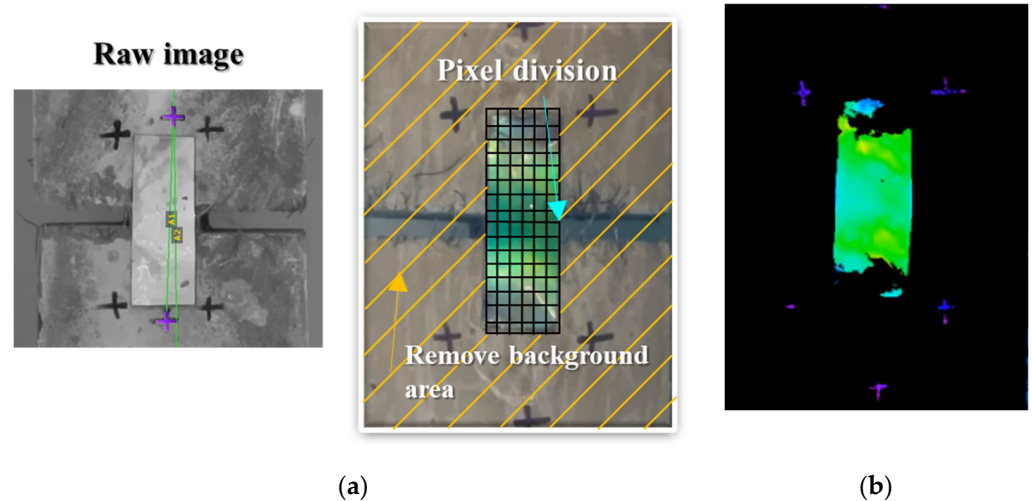 Raw image
A1
A2
Pixel division
Remove background
area
(a)
(b)